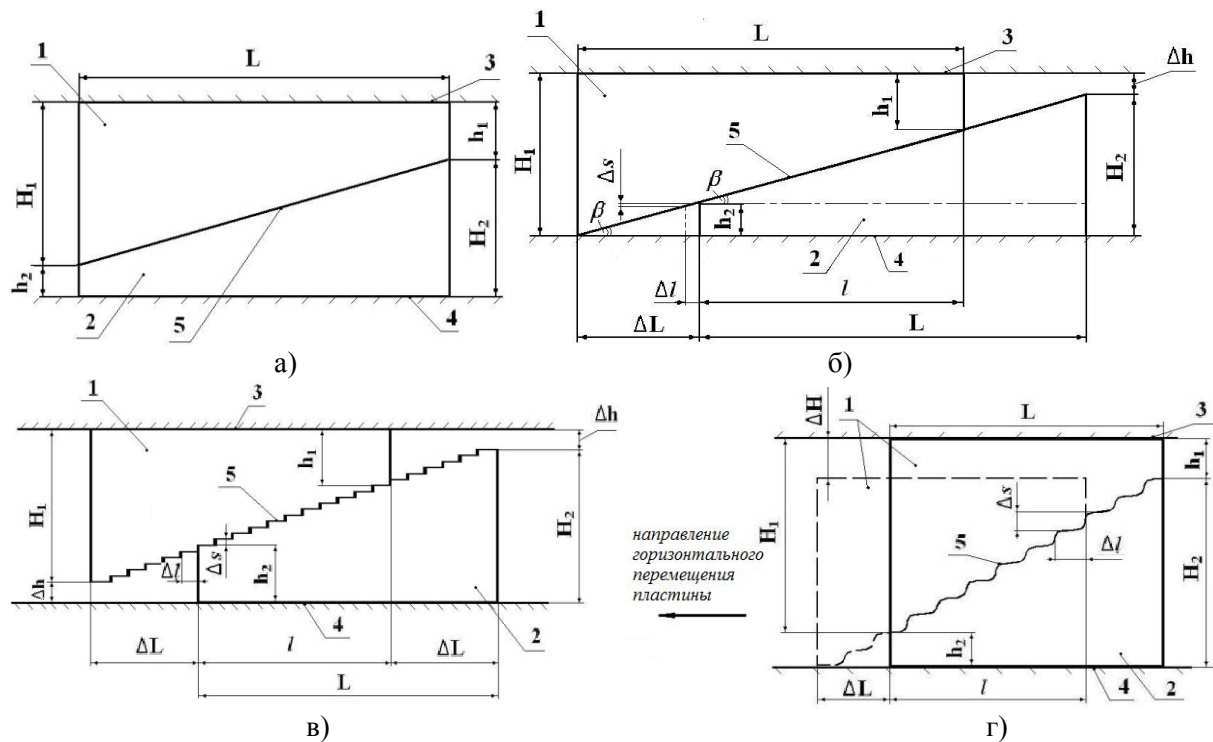 1
L
3
H₁
h₁
h₂
H₂
2
5
4
а)
L
1
3
Δh
h₁
H₁
5
Δs
β
β
h₂
H₂
2
4
Δl
l
ΔL
L
б)
1
3
Δh
h₁
5
H₁
H₂
Δl
Δs
h₂
Δh
4
2
ΔL
l
ΔL
L
в)
ΔH
1
L
3
h₁
H₁
Δs
5
Δl
H₂
направление
горизонтального
перемещения
пластины
h₂
ΔL
l
4
2
г)